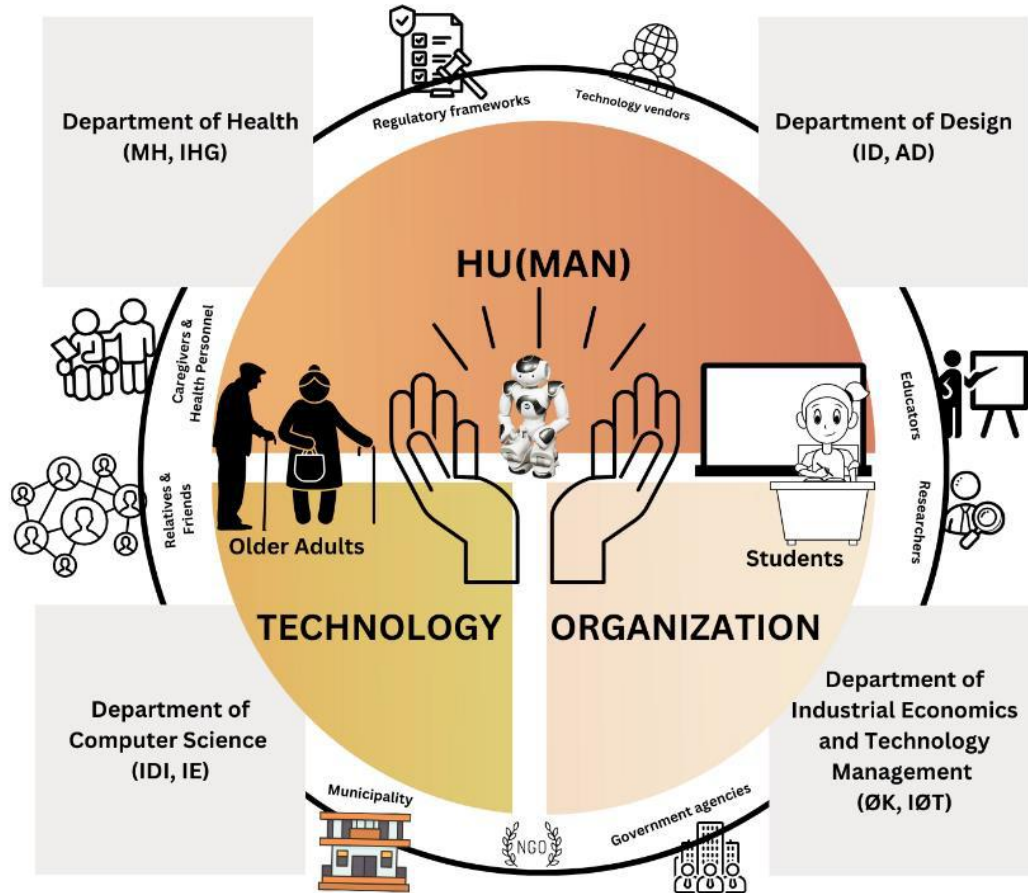 Regulatory frameworks
Technology vendors
Department of Health
(MH, IHG)
Department of Design
(ID, AD)
HU(MAN)
Caregivers &
Health Personnel
Educators
Relatives &
Friends
Researchers
Older Adults
Students
TECHNOLOGY
ORGANIZATION
Department of
Computer Science
(IDI, IE)
Department of
Industrial Economics
and Technology
Management
(ØK, IØT)
Municipality
NGO
Government agencies